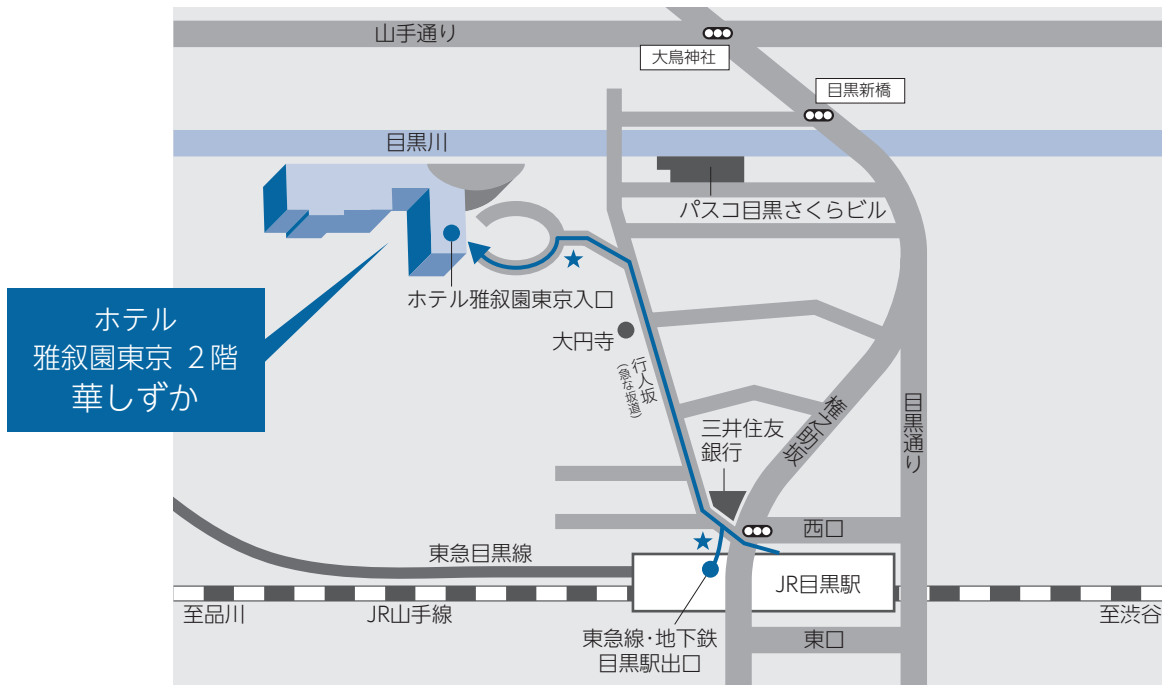 山手通り
大鳥神社
目黒新橋
目黒川
パスコ目黒さくらビル
ホテル雅叙園東京入口
ホテル
雅叙園東京 2階
華しずか
大円寺
行人坂
(急な坂道)
権之助坂
目黒通り
三井住友
銀行
西口
東急目黒線
JR目黒駅
至品川
JR山手線
至渋谷
東急線・地下鉄
目黒駅出口
東口